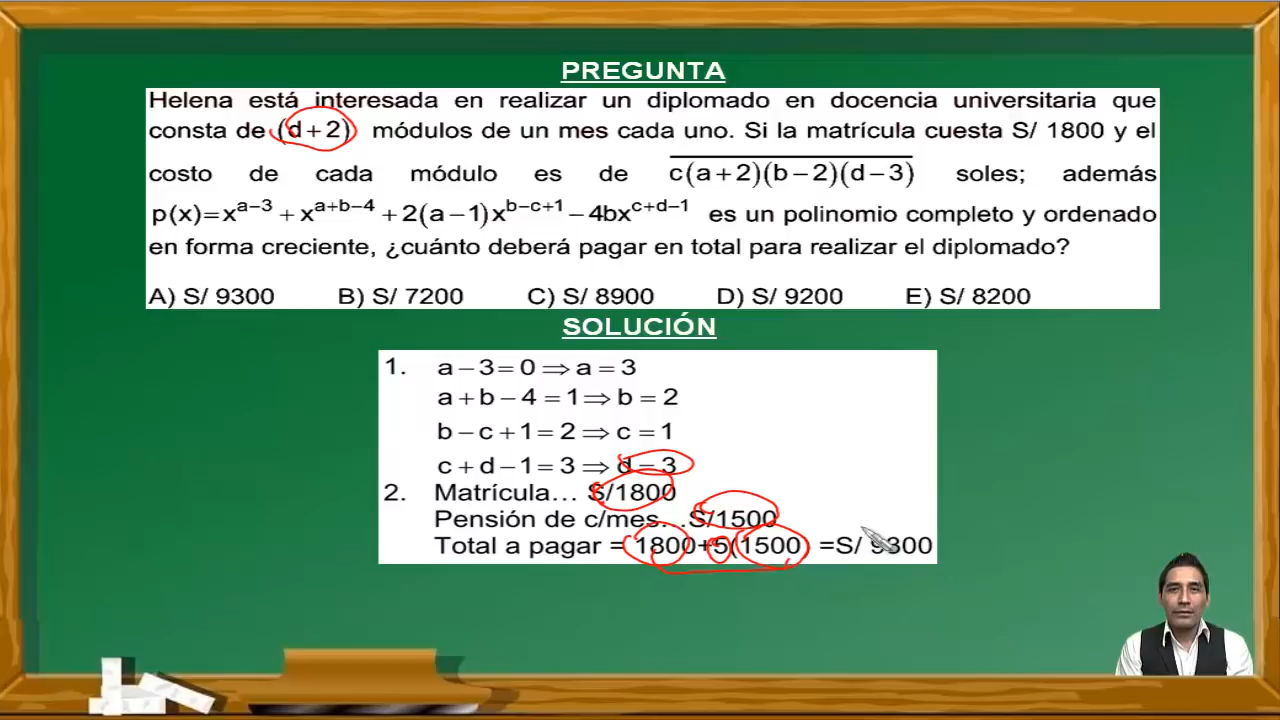 PREGUNTA
Helena está interesada en realizar un diplomado en docencia universitaria que
consta de (d+2) módulos de un mes cada uno. Si la matrícula cuesta S/ 1800 y el
costo de cada módulo es de \overline{c(a+2)(b−2)(d−3)} soles; además
p(x)=x^{a−3}+x^{a+b−4}+2(a−1)x^{b−c+1}−4bx^{c+d−1} es un polinomio completo y ordenado
en forma creciente, ¿cuánto deberá pagar en total para realizar el diplomado?
A) S/ 9300 B) S/ 7200 C) S/ 8900 D) S/ 9200 E) S/ 8200
SOLUCIÓN
1. a−3=0⇒a=3
a+b−4=1⇒b=2
b−c+1=2⇒c=1
c+d−1=3⇒d=3
2. Matrícula… S/1800
Pensión de c/mes…S/1500
Total a pagar = 1800+5(1500) =S/ 9300